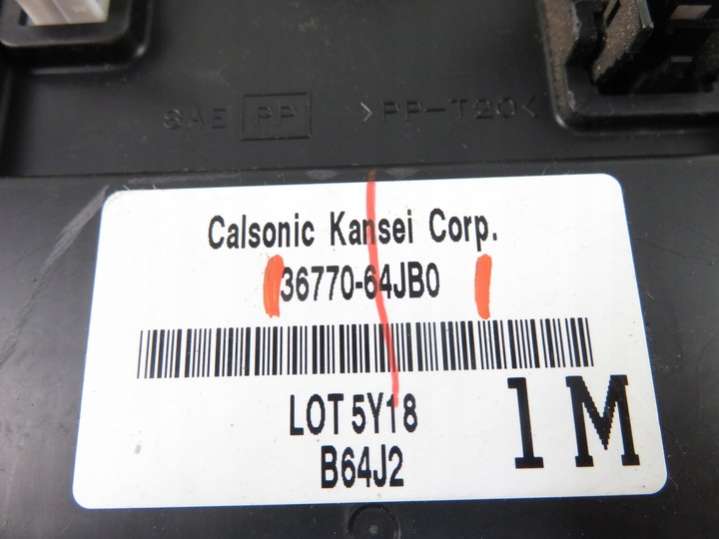 SAE PP >PP-T20<
Calsonic Kansei Corp.
36770-64JB0
LOT 5Y18
B64J2
1M